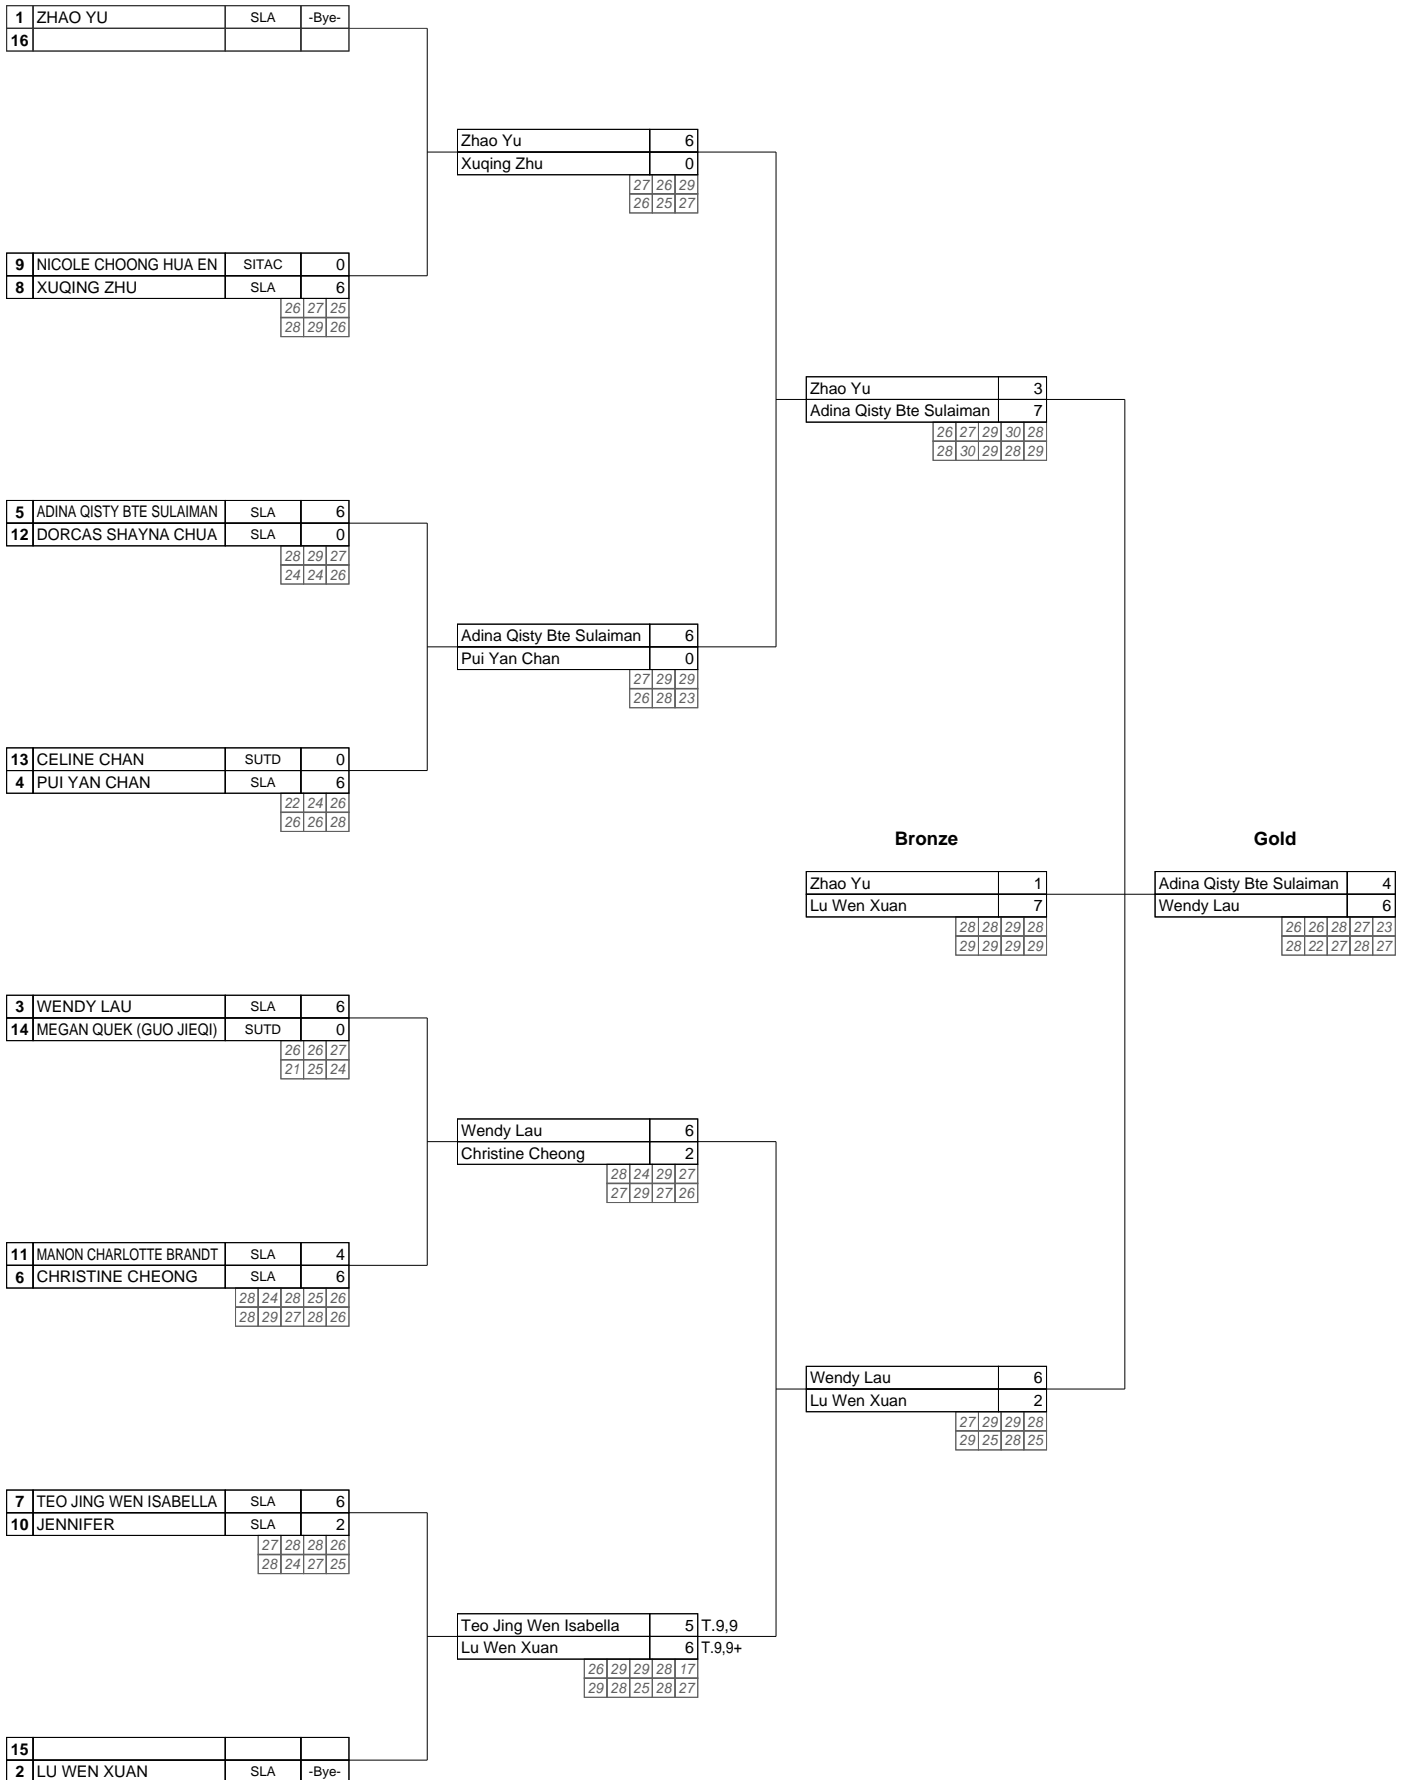 1 ZHAO YU SLA -Bye-
16
Zhao Yu 6
Xuqing Zhu 0
27 26 29
26 25 27
9 NICOLE CHOONG HUA EN SITAC 0
8 XUQING ZHU SLA 6
26 27 25
28 29 26
Zhao Yu 3
Adina Qisty Bte Sulaiman 7
26 27 29 30 28
28 30 29 28 29
5 ADINA QISTY BTE SULAIMAN SLA 6
12 DORCAS SHAYNA CHUA SLA 0
28 29 27
24 24 26
Adina Qisty Bte Sulaiman 6
Pui Yan Chan 0
27 29 29
26 28 23
13 CELINE CHAN SUTD 0
4 PUI YAN CHAN SLA 6
22 24 26
26 26 28
Bronze
Zhao Yu 1
Lu Wen Xuan 7
28 28 29 28
29 29 29 29
Gold
Adina Qisty Bte Sulaiman 4
Wendy Lau 6
26 26 28 27 23
28 22 27 28 27
3 WENDY LAU SLA 6
14 MEGAN QUEK (GUO JIEQI) SUTD 0
26 26 27
21 25 24
Wendy Lau 6
Christine Cheong 2
28 24 29 27
27 29 27 26
11 MANON CHARLOTTE BRANDT SLA 4
6 CHRISTINE CHEONG SLA 6
28 24 28 25 26
28 29 27 28 26
Wendy Lau 6
Lu Wen Xuan 2
27 29 29 28
29 25 28 25
7 TEO JING WEN ISABELLA SLA 6
10 JENNIFER SLA 2
27 28 28 26
28 24 27 25
Teo Jing Wen Isabella 5 T.9,9
Lu Wen Xuan 6 T.9,9+
26 29 29 28 17
29 28 25 28 27
15
2 LU WEN XUAN SLA -Bye-